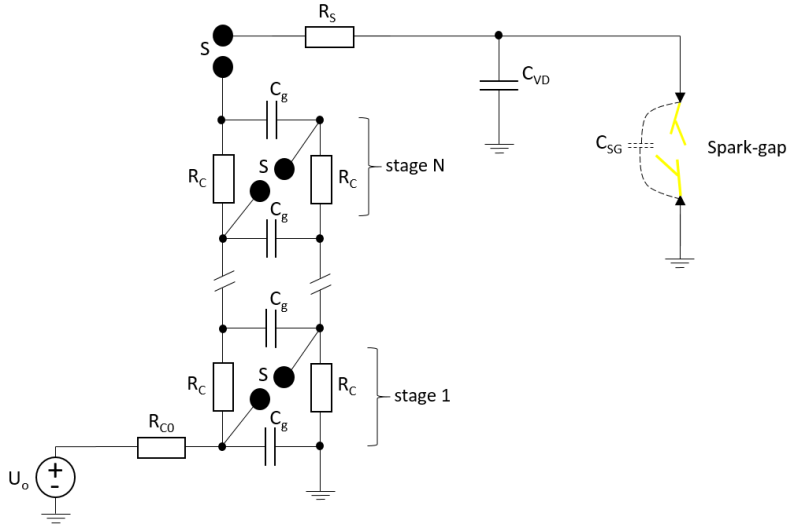 R_S
S
C_VD
C_g
C_SG
Spark-gap
S
R_C
R_C
stage N
C_g
C_g
S
R_C
R_C
stage 1
R_C0
C_g
U_o
+
-